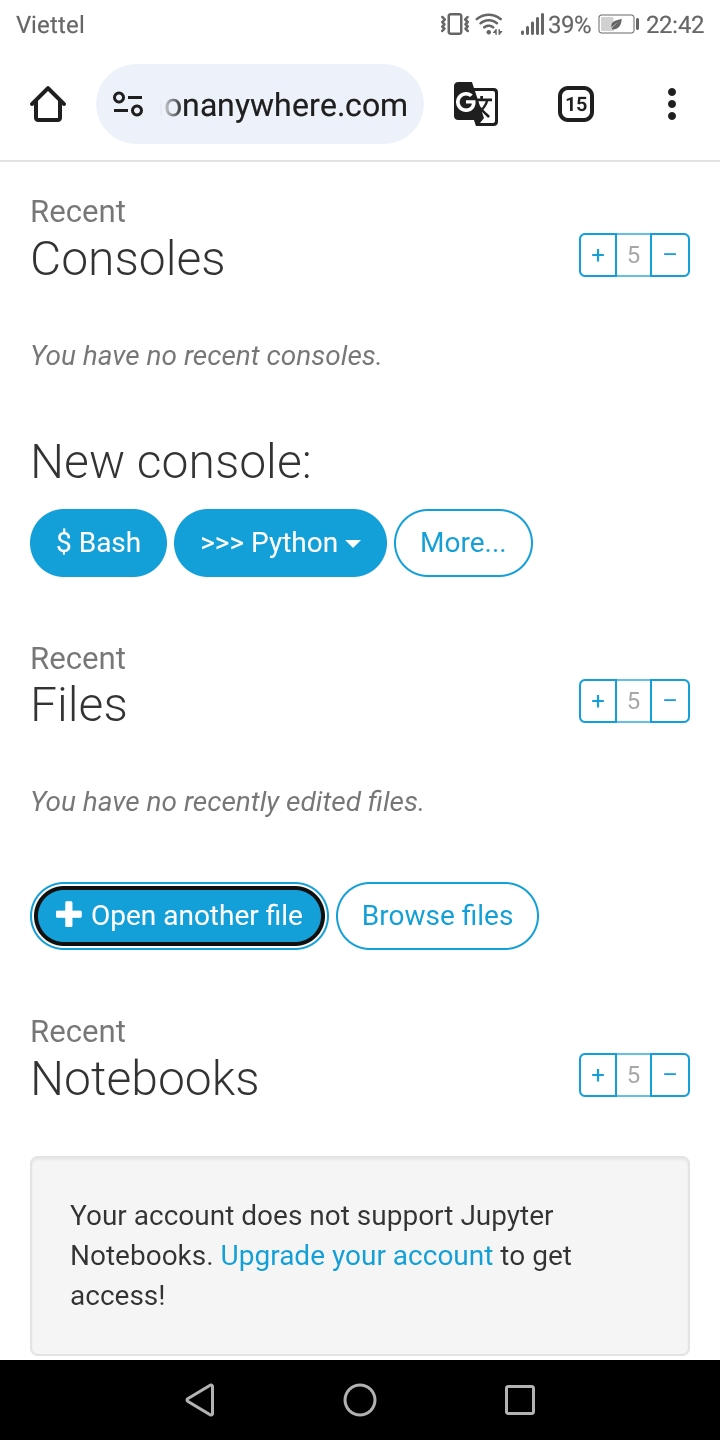 Viettel
39% 22:42
onanywhere.com
15
Recent
Consoles
+ 5 −
You have no recent consoles.
New console:
$ Bash >>> Python More...
Recent
Files
+ 5 −
You have no recently edited files.
Open another file Browse files
Recent
Notebooks
+ 5 −
Your account does not support Jupyter
Notebooks. Upgrade your account to get
access!